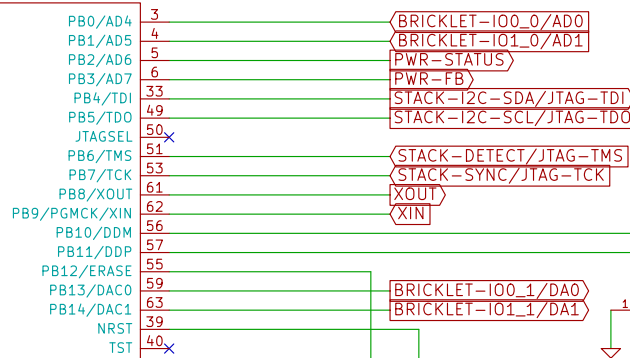 PB0/AD4 3 BRICKLET-IO0_0/AD0
PB1/AD5 4 BRICKLET-IO1_0/AD1
PB2/AD6 5 PWR-STATUS
PB3/AD7 6 PWR-FB
PB4/TDI 33 STACK-I2C-SDA/JTAG-TDI
PB5/TDO 49 STACK-I2C-SCL/JTAG-TDO
JTAGSEL 50
PB6/TMS 51 STACK-DETECT/JTAG-TMS
PB7/TCK 53 STACK-SYNC/JTAG-TCK
PB8/XOUT 61 XOUT
PB9/PGMCK/XIN 62 XIN
PB10/DDM 56
PB11/DDP 57
PB12/ERASE 55
PB13/DAC0 59 BRICKLET-IO0_1/DA0
PB14/DAC1 63 BRICKLET-IO1_1/DA1 1
NRST 39
TST 40